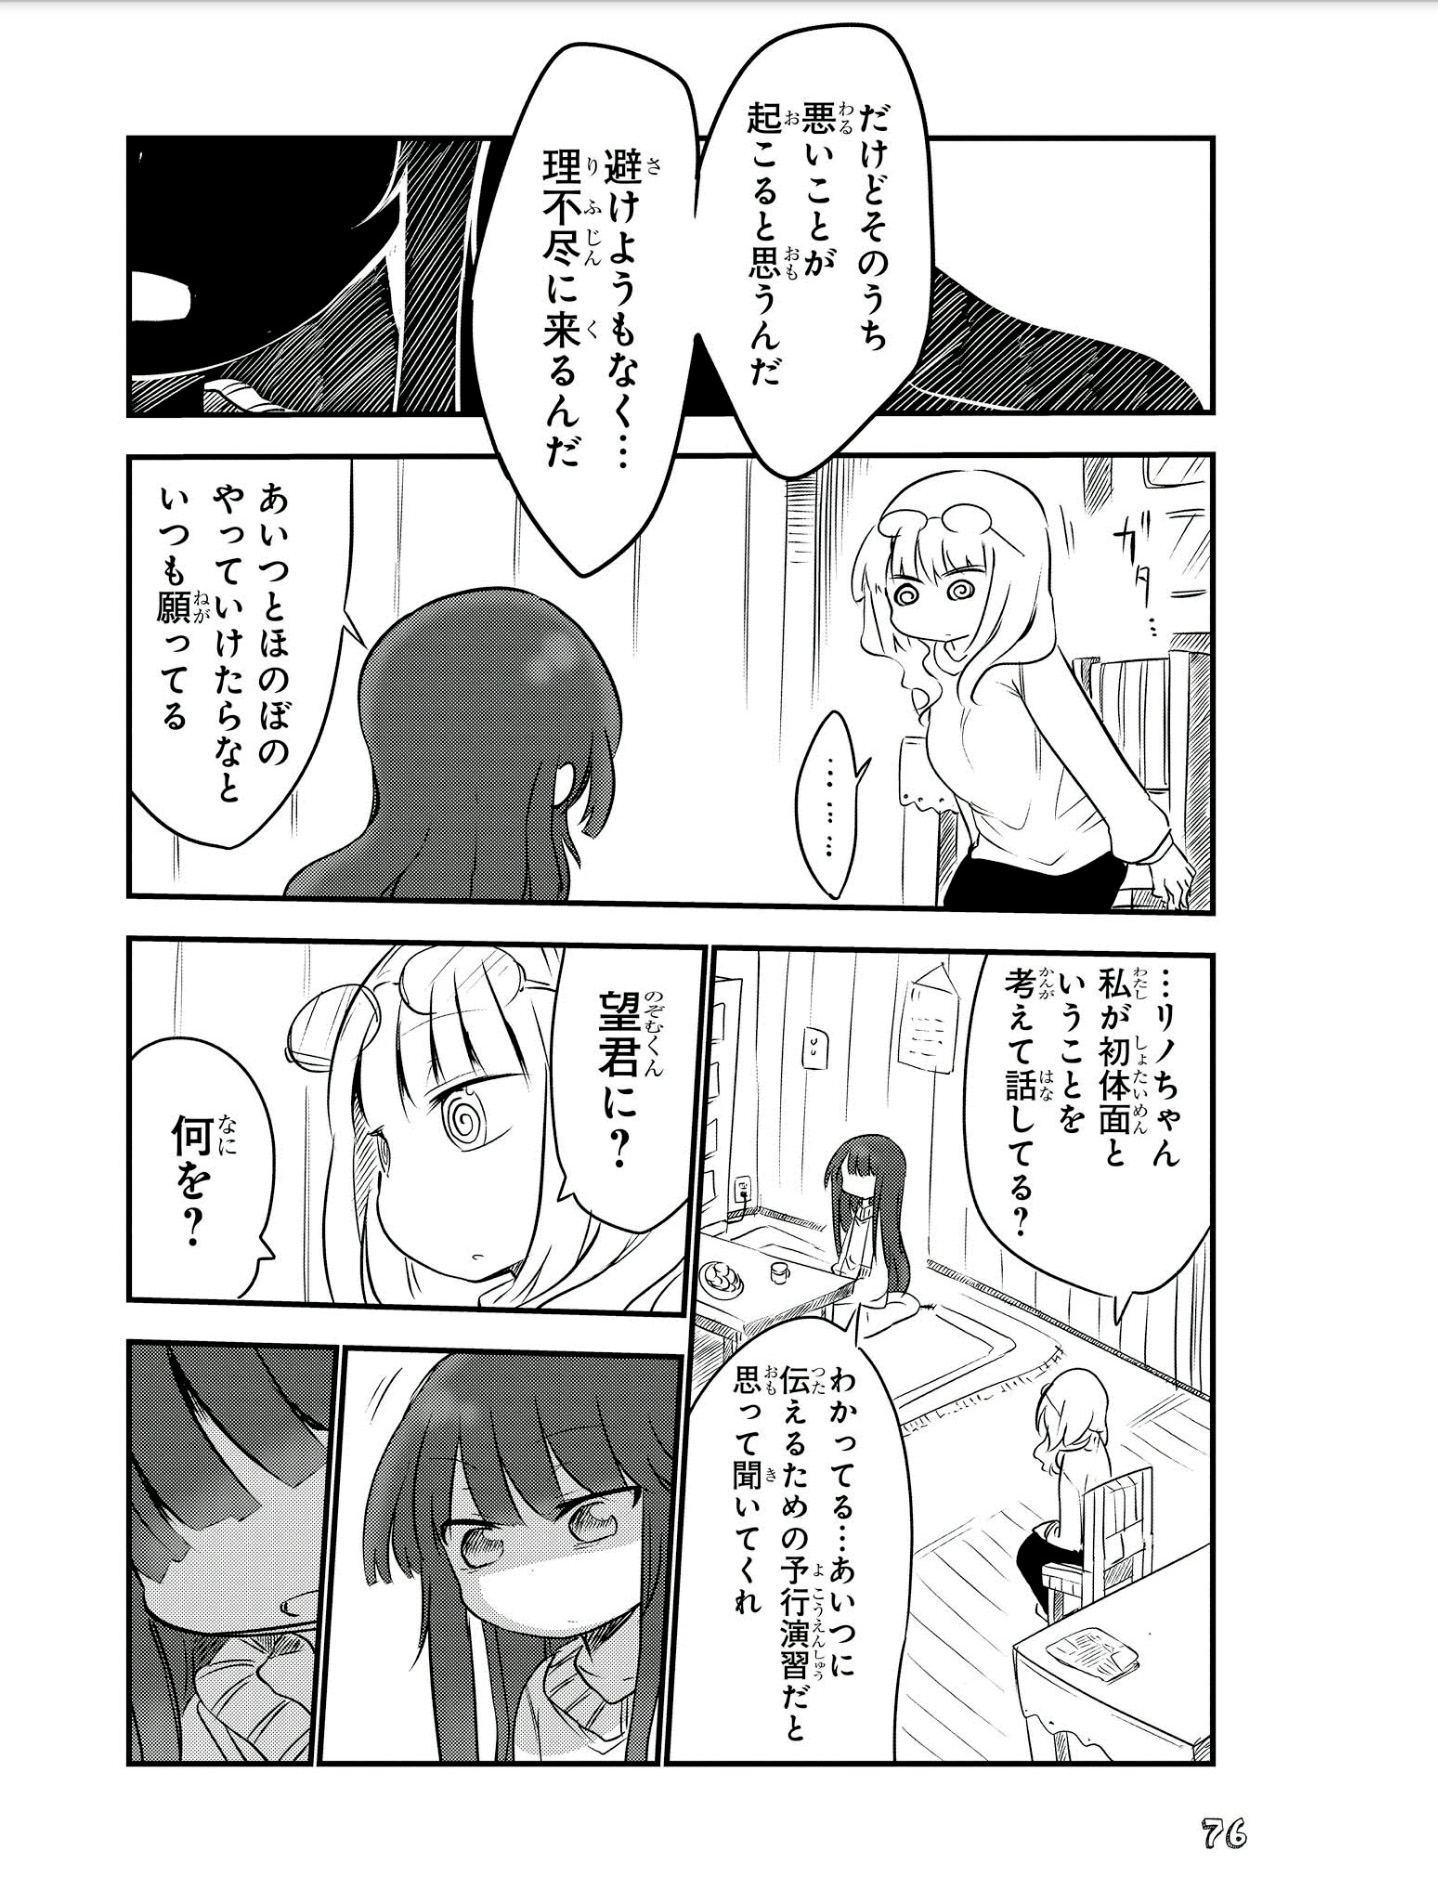 だけどそのうち
悪いことが
起こると思うんだ
避けようもなく…
理不尽に来るんだ
ガタ…
………
あいつとほのぼの
やっていけたらなと
いつも願ってる
…リノちゃん
私が初体面と
いうことを
考えて話してる？
わかってる…あいつに
伝えるための予行演習だと
思って聞いてくれ
望君に？
何を？
76